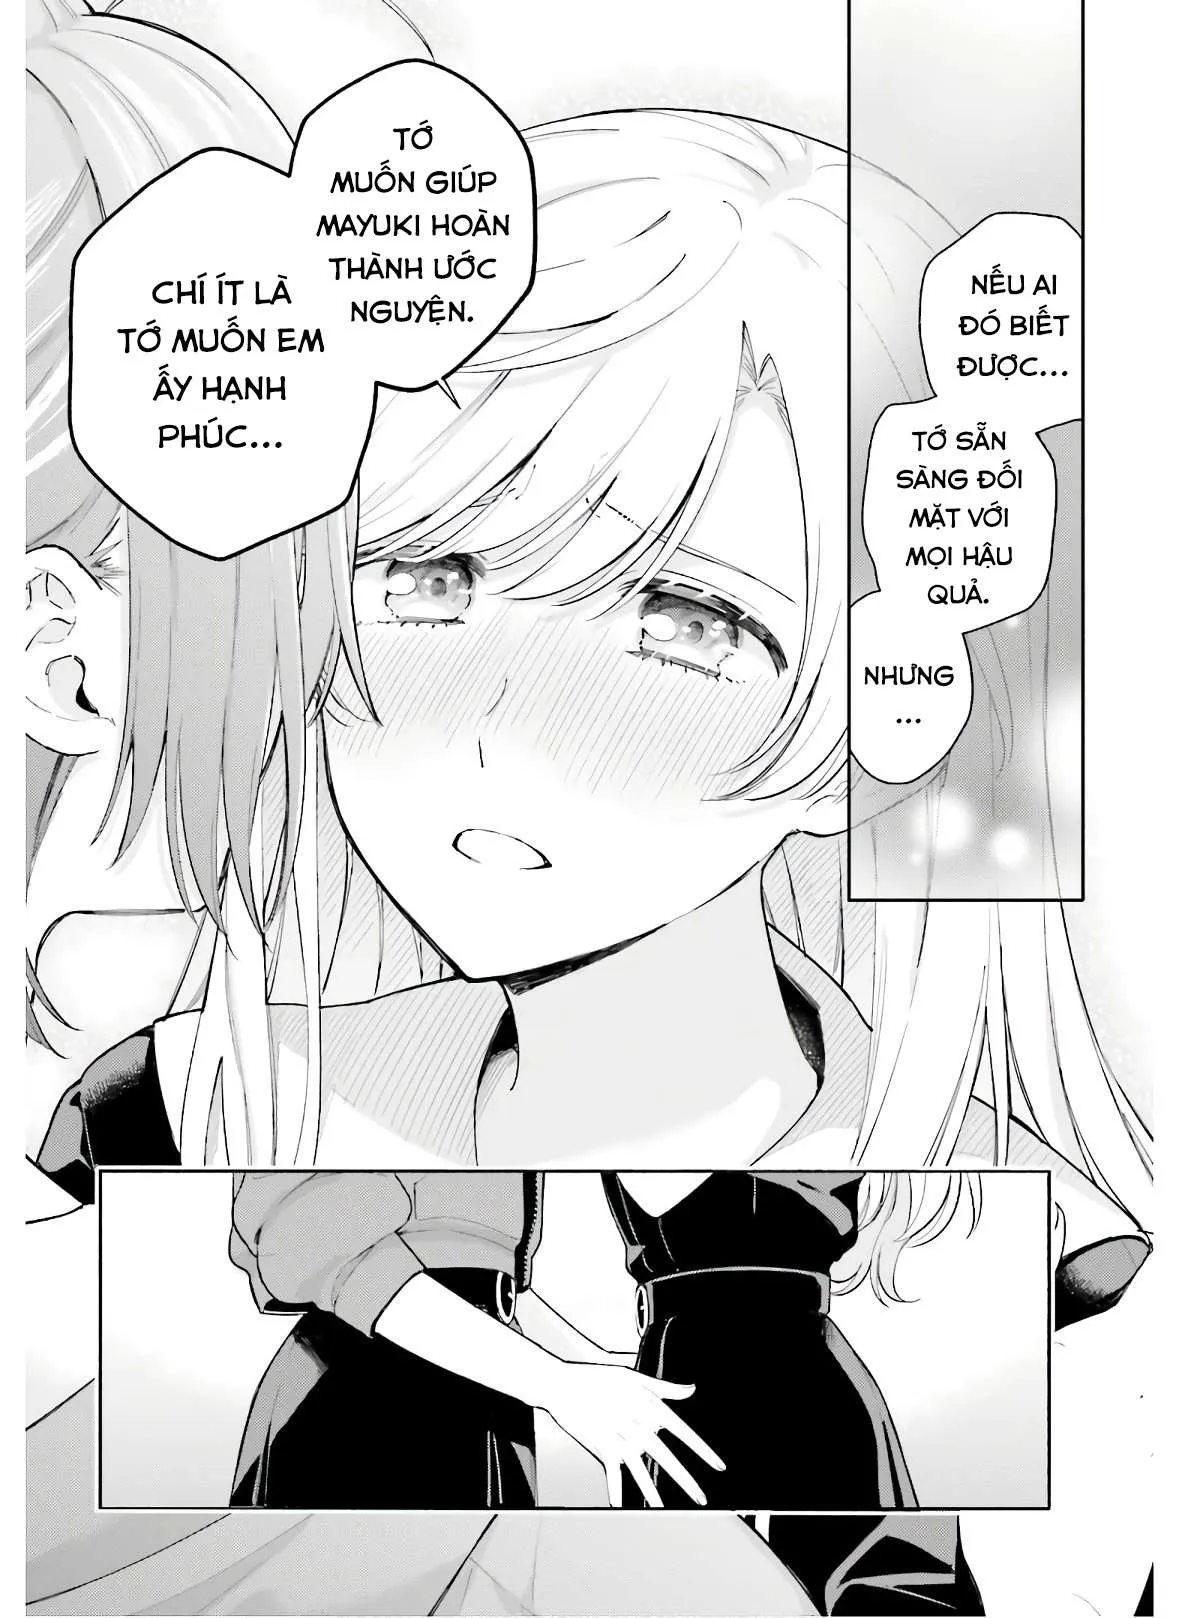 NẾU AI
ĐÓ BIẾT
ĐƯỢC...
TỚ SẴN
SÀNG ĐỐI
MẶT VỚI
MỌI HẬU
QUẢ.
NHƯNG
...
TỚ
MUỐN GIÚP
MAYUKI HOÀN
THÀNH ƯỚC
NGUYỆN.
CHÍ ÍT LÀ
TỚ MUỐN EM
ẤY HẠNH
PHÚC...